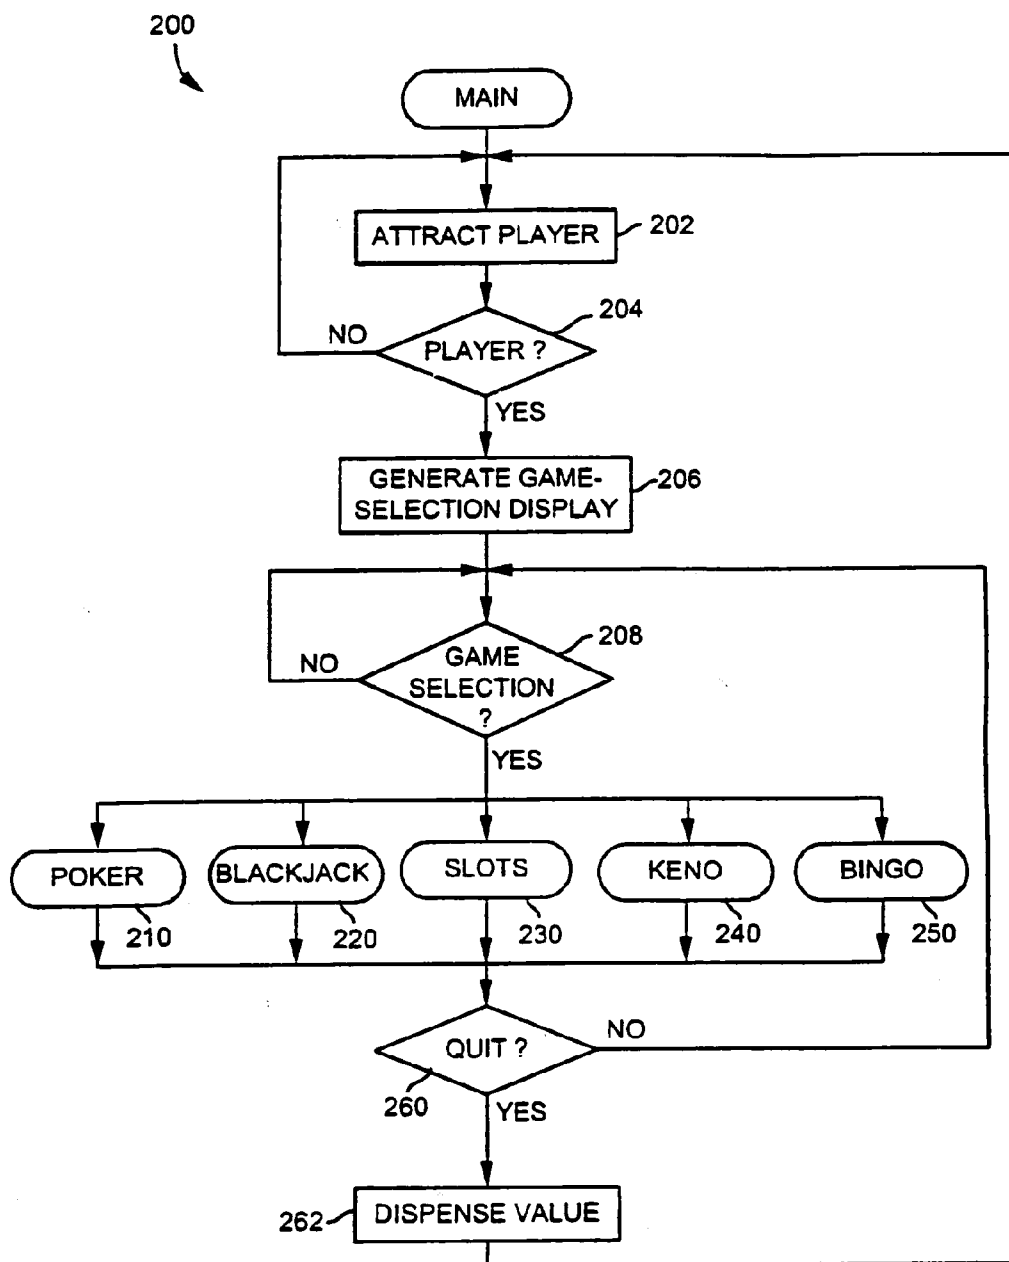 200
MAIN
ATTRACT PLAYER
202
204
NO
PLAYER ?
YES
GENERATE GAME-
SELECTION DISPLAY
206
208
NO
GAME
SELECTION
?
YES
POKER
BLACKJACK
SLOTS
KENO
BINGO
210
220
230
240
250
QUIT ?
NO
260
YES
262
DISPENSE VALUE